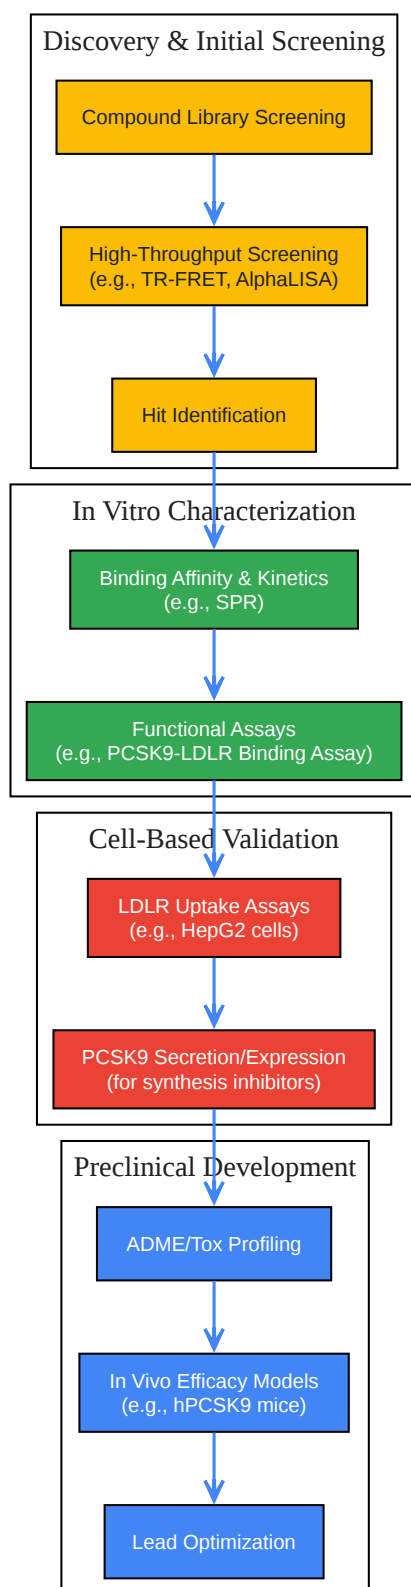 Discovery & Initial Screening
Compound Library Screening
High-Throughput Screening
(e.g., TR-FRET, AlphaLISA)
Hit Identification
In Vitro Characterization
Binding Affinity & Kinetics
(e.g., SPR)
Functional Assays
(e.g., PCSK9-LDLR Binding Assay)
Cell-Based Validation
LDLR Uptake Assays
(e.g., HepG2 cells)
PCSK9 Secretion/Expression
(for synthesis inhibitors)
Preclinical Development
ADME/Tox Profiling
In Vivo Efficacy Models
(e.g., hPCSK9 mice)
Lead Optimization